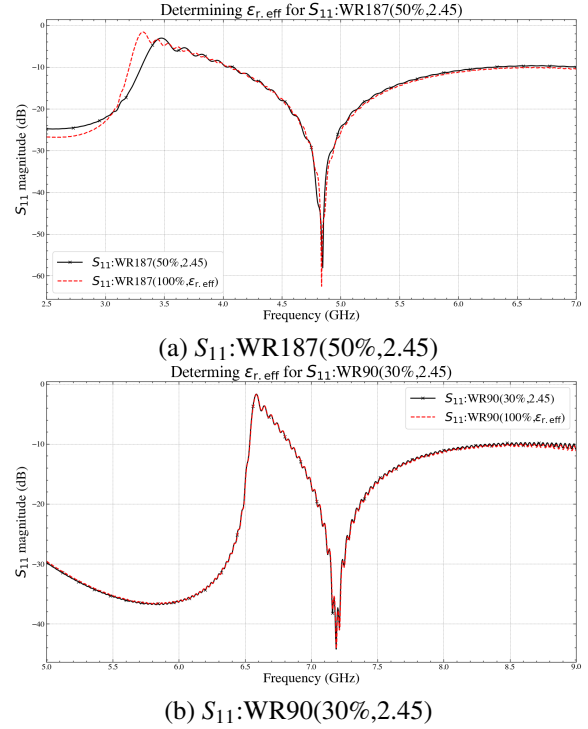 Determining ε_{r.eff} for S₁₁:WR187(50%,2.45)
0
−10
−20
−30
−40
−50
−60
S₁₁ magnitude (dB)
S₁₁:WR187(50%,2.45)
S₁₁:WR187(100%,ε_{r.eff})
2.5 3.0 3.5 4.0 4.5 5.0 5.5 6.0 6.5 7.0
Frequency (GHz)
(a) S₁₁:WR187(50%,2.45)
Determing ε_{r.eff} for S₁₁:WR90(30%,2.45)
0
−10
−20
−30
−40
S₁₁ magnitude (dB)
S₁₁:WR90(30%,2.45)
S₁₁:WR90(100%,ε_{r.eff})
5.0 5.5 6.0 6.5 7.0 7.5 8.0 8.5 9.0
Frequency (GHz)
(b) S₁₁:WR90(30%,2.45)